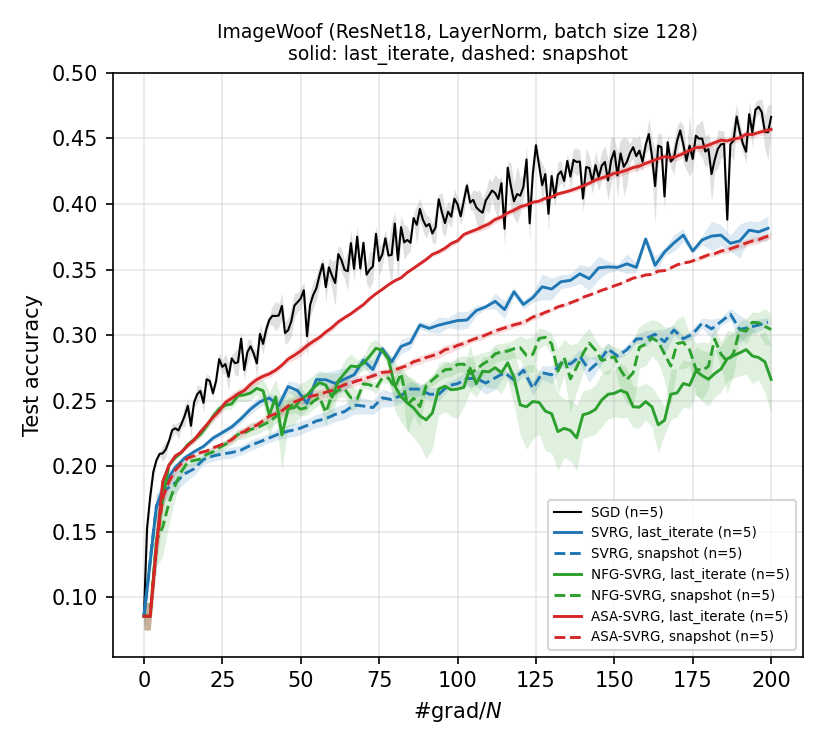 ImageWoof (ResNet18, LayerNorm, batch size 128)
solid: last_iterate, dashed: snapshot
Test accuracy
0.50
0.45
0.40
0.35
0.30
0.25
0.20
0.15
0.10
SGD (n=5)
SVRG, last_iterate (n=5)
SVRG, snapshot (n=5)
NFG-SVRG, last_iterate (n=5)
NFG-SVRG, snapshot (n=5)
ASA-SVRG, last_iterate (n=5)
ASA-SVRG, snapshot (n=5)
0 25 50 75 100 125 150 175 200
#grad/N